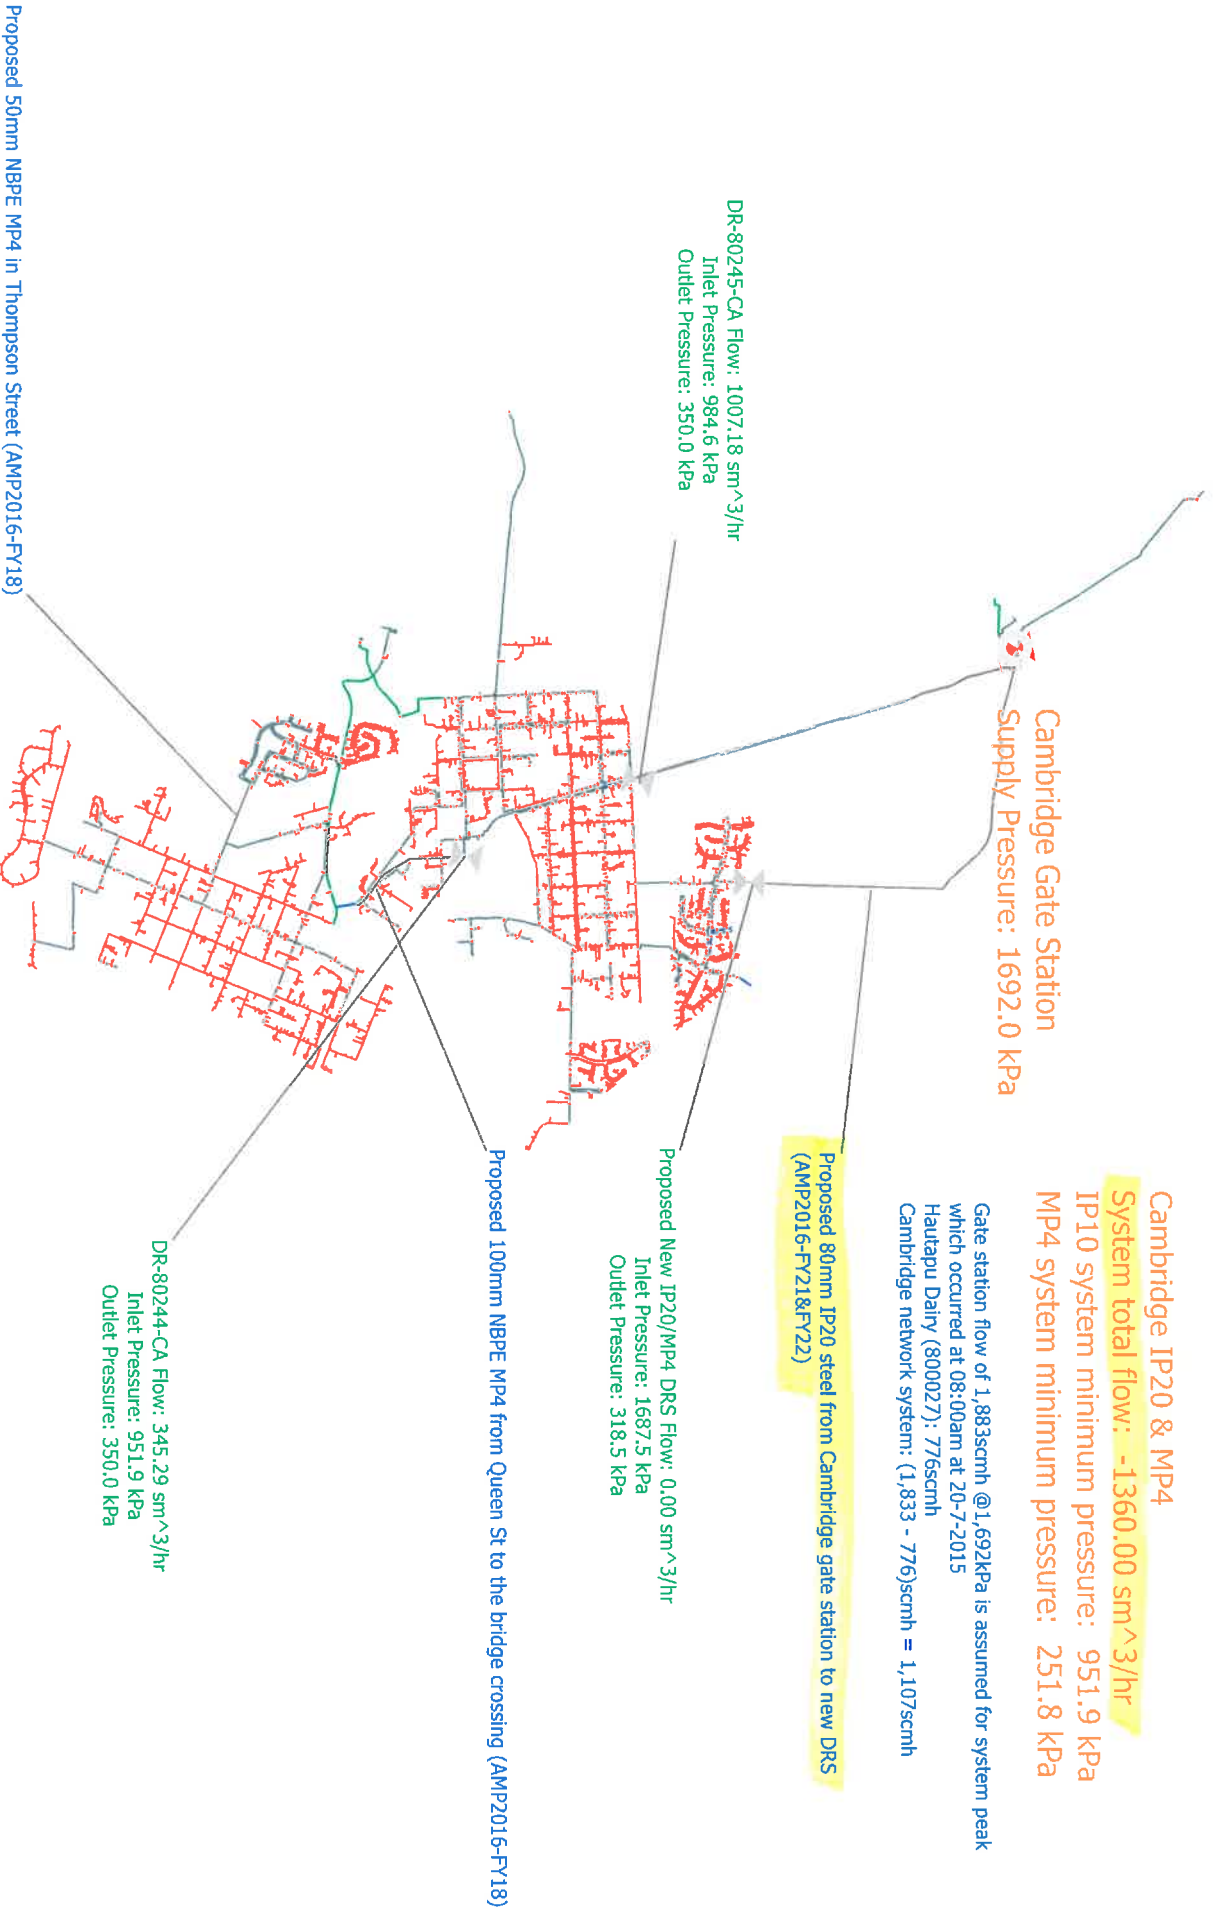 Cambridge IP20 & MP4
System total flow: -1360.00 sm^3/hr
IP10 system minimum pressure: 951.9 kPa
MP4 system minimum pressure: 251.8 kPa
Gate station flow of 1,883scmh @1,692kPa is assumed for system peak
which occurred at 08:00am at 20-7-2015
Hautapu Dairy (800027): 776scmh
Cambridge network system: (1,833 - 776)scmh = 1,107scmh
Cambridge Gate Station
Supply Pressure: 1692.0 kPa
Proposed 80mm IP20 steel from Cambridge gate station to new DRS
(AMP2016-FY21&FY22)
DR-80245-CA Flow: 1007.18 sm^3/hr
Inlet Pressure: 984.6 kPa
Outlet Pressure: 350.0 kPa
Proposed New IP20/MP4 DRS Flow: 0.00 sm^3/hr
Inlet Pressure: 1687.5 kPa
Outlet Pressure: 318.5 kPa
Proposed 100mm NBPE MP4 from Queen St to the bridge crossing (AMP2016-FY18)
DR-80244-CA Flow: 345.29 sm^3/hr
Inlet Pressure: 951.9 kPa
Outlet Pressure: 350.0 kPa
Proposed 50mm NBPE MP4 in Thompson Street (AMP2016-FY18)